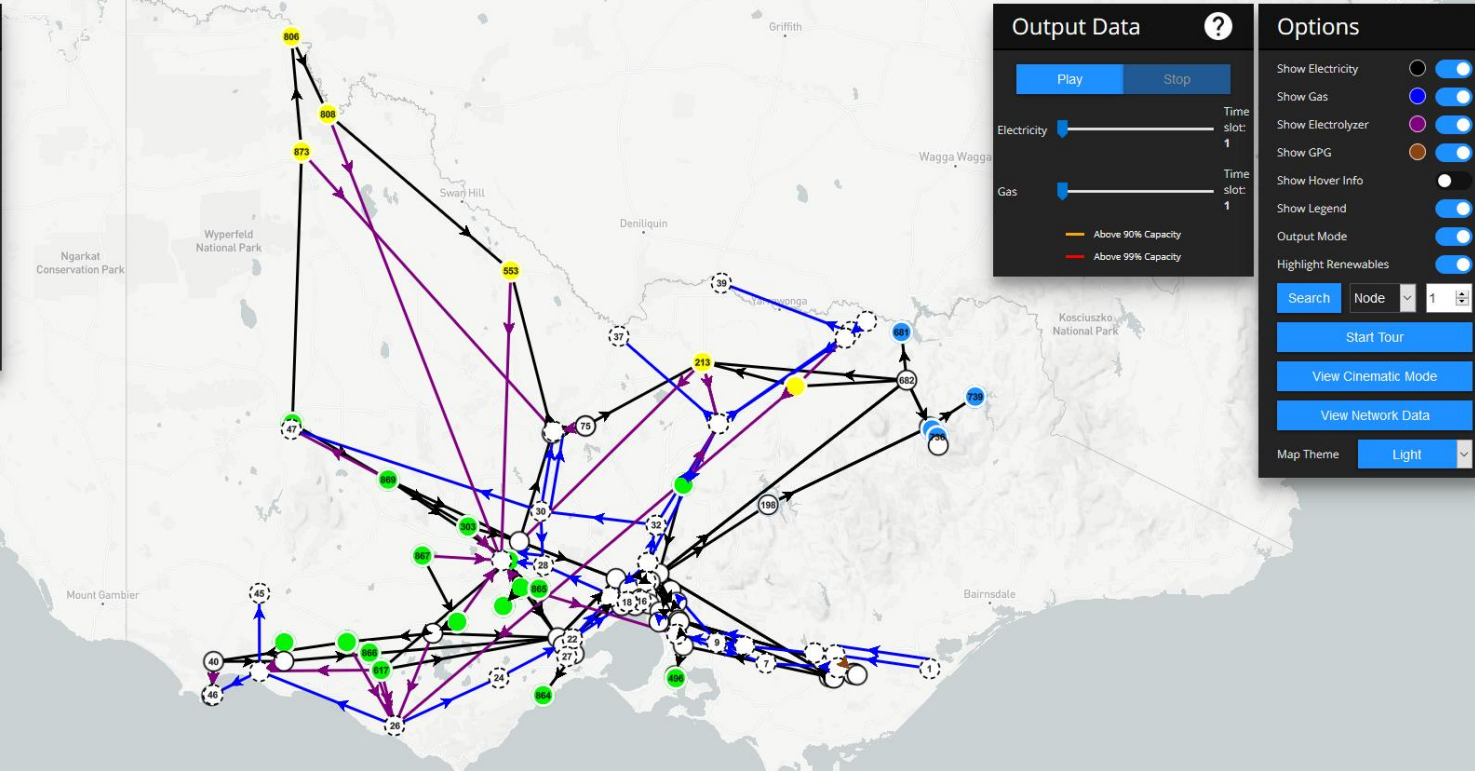 806
808
873
Griffith
Wagga Wagga
Swan Hill
Deniliquin
Wyperfeld
National Park
Ngarkat
Conservation Park
553
39
37
213
681
682
739
Kosciuszko
National Park
47
75
869
303
30
32
198
867
28
865
18
16
45
Mount Gambier
Bairnsdale
40
866
617
22
27
9
7
1
46
24
496
864
26
Output Data
?
Play
Stop
Electricity
Time
slot:
1
Gas
Time
slot:
1
Above 90% Capacity
Above 99% Capacity
Options
Show Electricity
Show Gas
Show Electrolyzer
Show GPG
Show Hover Info
Show Legend
Output Mode
Highlight Renewables
Search
Node
1
Start Tour
View Cinematic Mode
View Network Data
Map Theme
Light